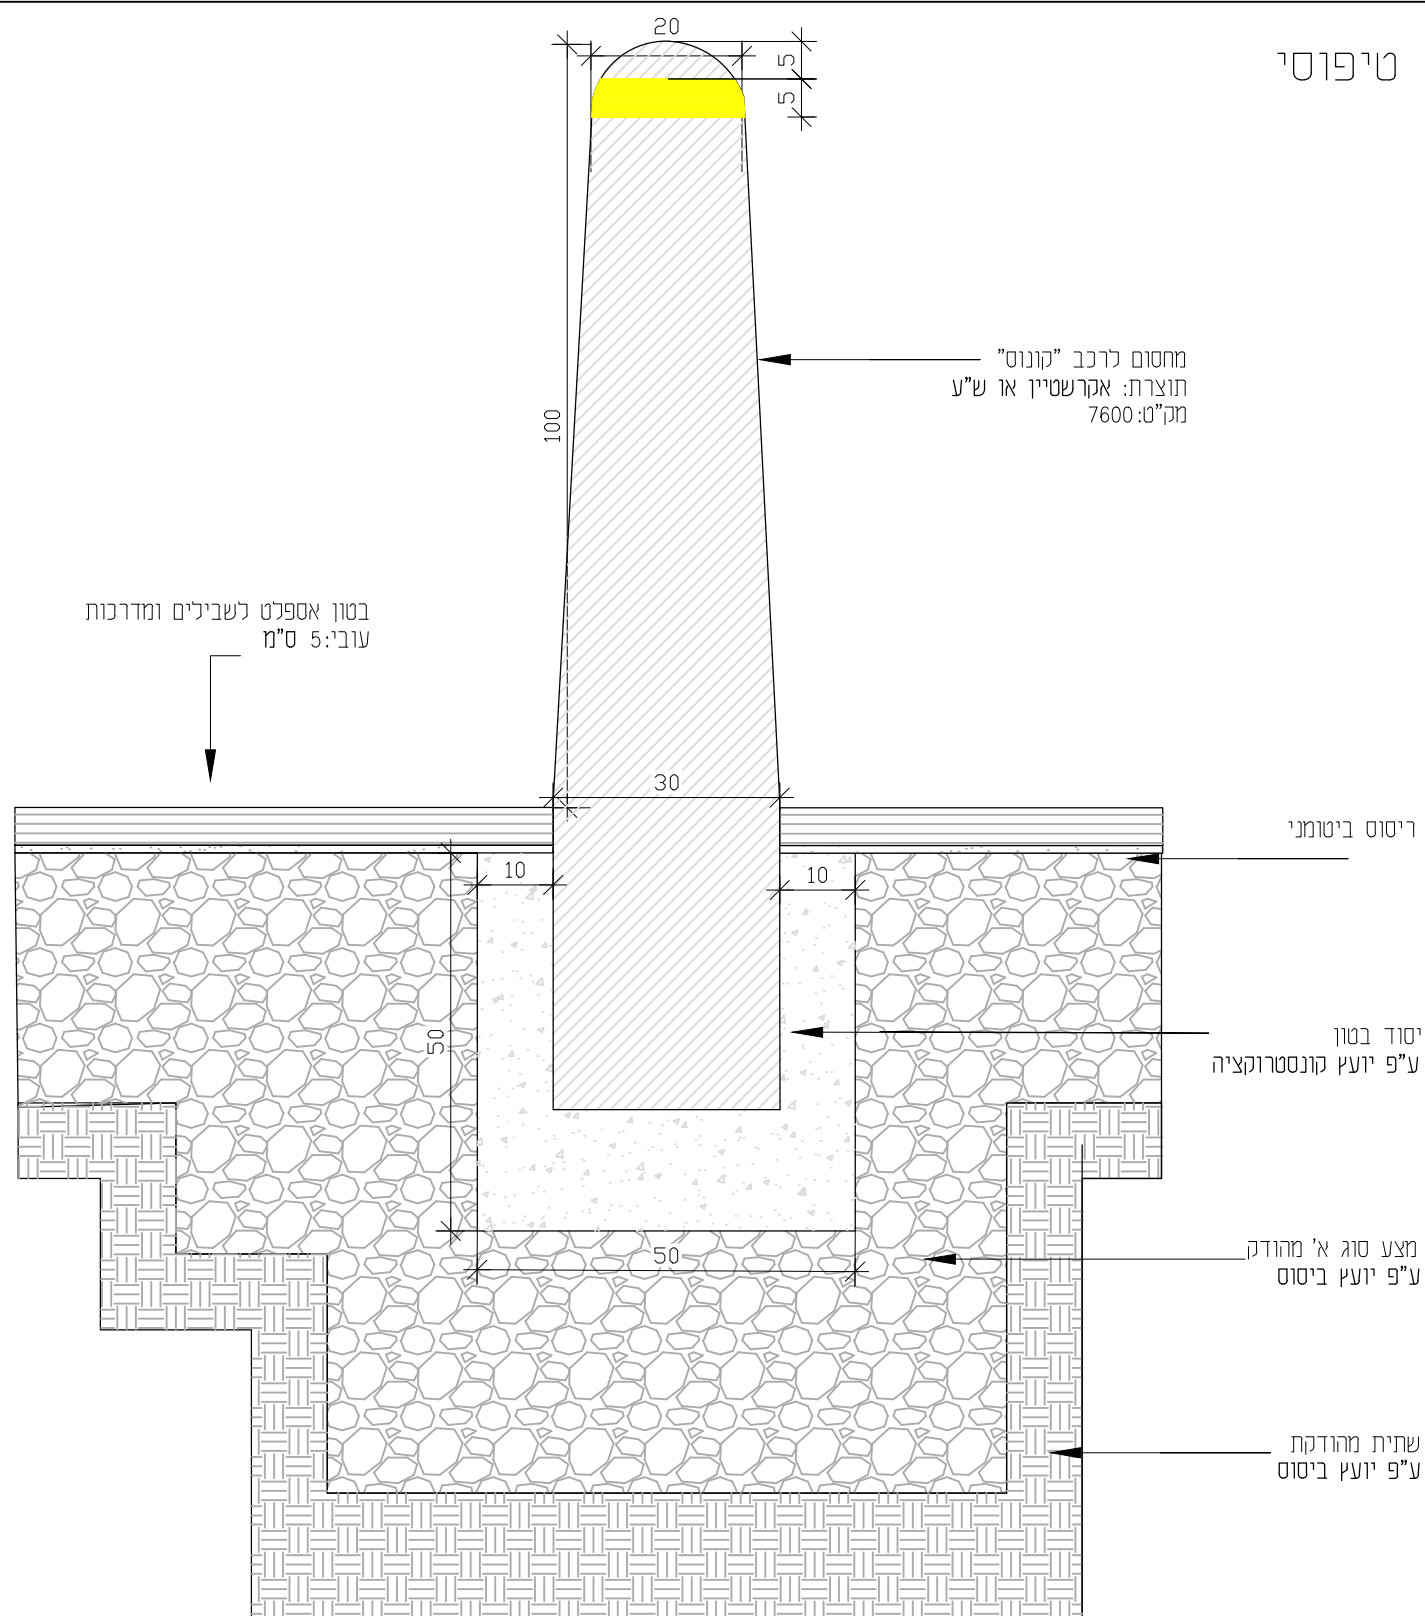 טיפוסי
20
5
5
100
מחסום לרכב "קונוס"
תוצרת: אקרשטיין או ש"ע
מק"ט:7600
בטון אספלט לשבילים ומדרכות
עובי:5 ס"מ
30
ריסוס ביטומני
10
10
50
יסוד בטון
ע"פ יועץ קונסטרוקציה
50
מצע סוג א' מהודק
ע"פ יועץ ביסוס
שתית מהודקת
ע"פ יועץ ביסוס